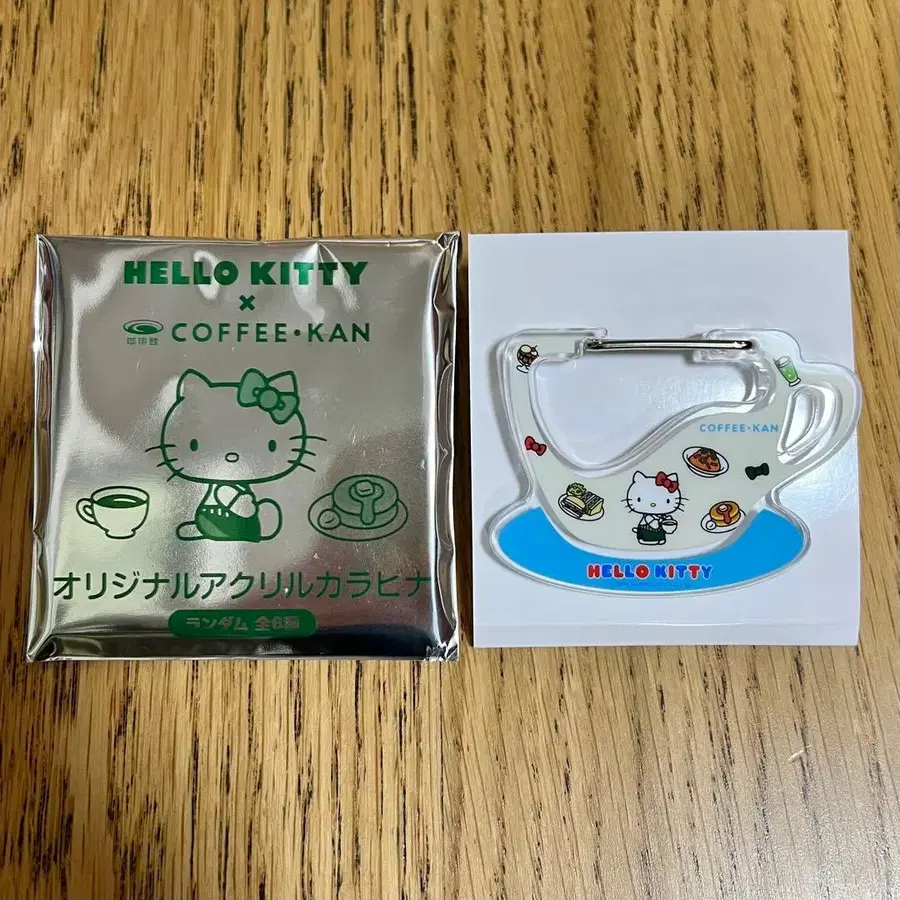 HELLO KITTY
×
珈琲館 COFFEE・KAN
オリジナルアクリルカラビナ
ランダム 全6種
COFFEE・KAN
HELLO KITTY